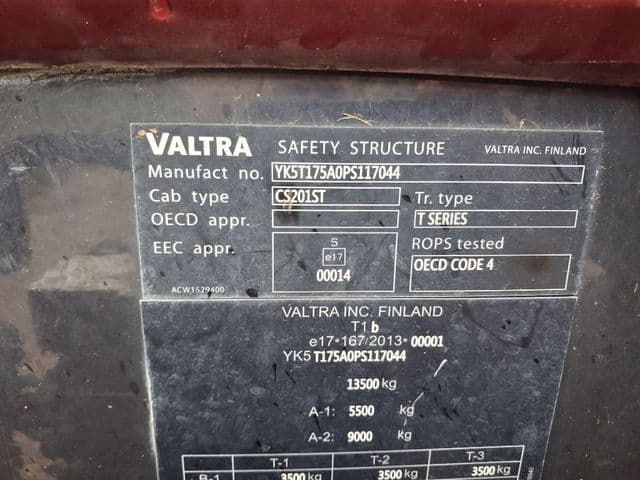 VALTRA SAFETY STRUCTURE VALTRA INC. FINLAND
Manufact no. YK5T175A0PS117044
Cab type CS201ST Tr. type
OECD appr. T SERIES
EEC appr. S e17 00014 ROPS tested
OECD CODE 4
ACW1529400
VALTRA INC. FINLAND
T1 b
e17*167/2013*00001
YK5 T175A0PS117044
13500 kg
A-1: 5500 kg
A-2: 9000 kg
T-1 T-2 T-3
B-1 3500 kg 3500 kg 3500 kg